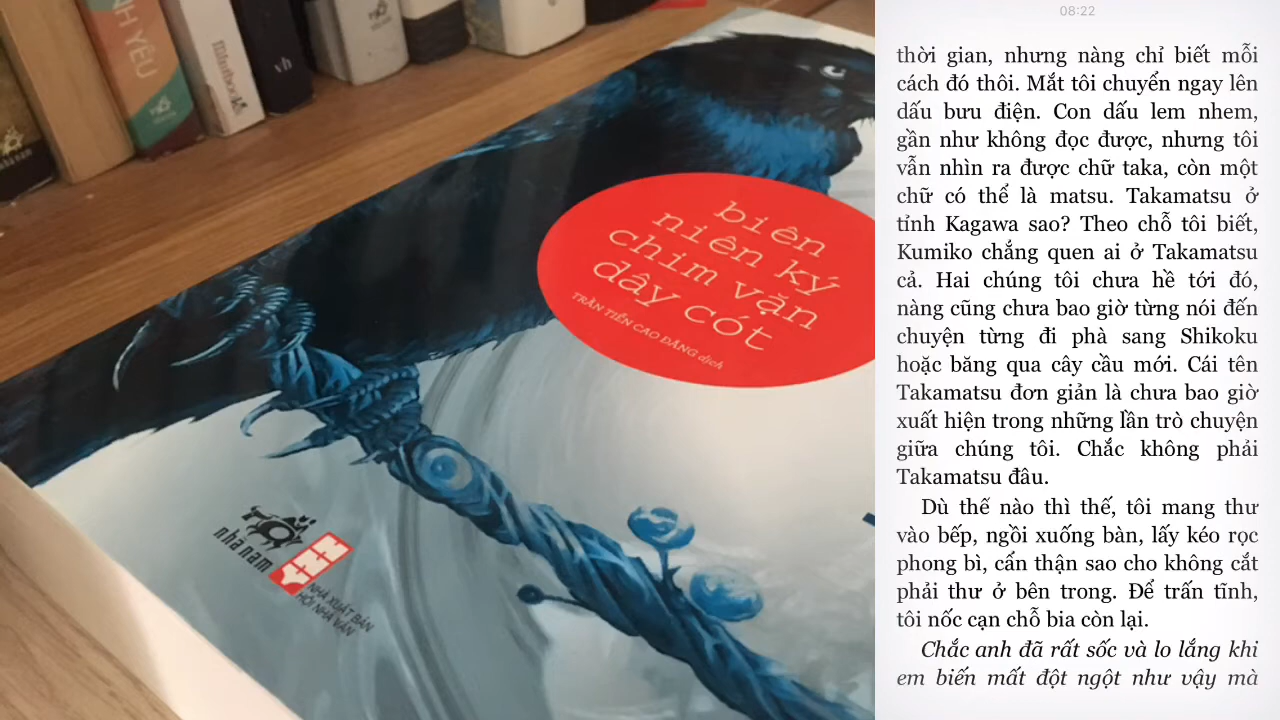 NH YÊU
Mindbook
vh
nhã nam
biên
niên ký
chim vặn
dây cót
TRẦN TIỄN CAO ĐĂNG dịch
nhã nam
NHÀ XUẤT BẢN
HỘI NHÀ VĂN
08:22
thời gian, nhưng nàng chỉ biết mỗi
cách đó thôi. Mắt tôi chuyển ngay lên
dấu bưu điện. Con dấu lem nhem,
gần như không đọc được, nhưng tôi
vẫn nhìn ra được chữ taka, còn một
chữ có thể là matsu. Takamatsu ở
tỉnh Kagawa sao? Theo chỗ tôi biết,
Kumiko chẳng quen ai ở Takamatsu
cả. Hai chúng tôi chưa hề tới đó,
nàng cũng chưa bao giờ từng nói đến
chuyện từng đi phà sang Shikoku
hoặc băng qua cây cầu mới. Cái tên
Takamatsu đơn giản là chưa bao giờ
xuất hiện trong những lần trò chuyện
giữa chúng tôi. Chắc không phải
Takamatsu đâu.
Dù thế nào thì thế, tôi mang thư
vào bếp, ngồi xuống bàn, lấy kéo rọc
phong bì, cẩn thận sao cho không cắt
phải thư ở bên trong. Để trấn tĩnh,
tôi nốc cạn chỗ bia còn lại.
Chắc anh đã rất sốc và lo lắng khi
em biến mất đột ngột như vậy mà